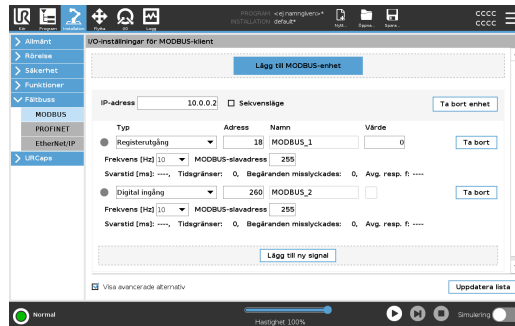 PROGRAM <ej namngiven>*
INSTALLATION default*
CCCC
CCCC
Kör Program Installation Flytta I/O Logg Nytt... Öppna... Spara...
Allmänt
I/O-inställningar för MODBUS-klient
Rörelse
Säkerhet
Funktioner
Fältbuss
MODBUS
PROFINET
EtherNet/IP
URCaps
Lägg till MODBUS-enhet
IP-adress 10.0.0.2 Sekvensläge Ta bort enhet
Typ Adress Namn Värde
Registerutgång 18 MODBUS_1 0 Ta bort
Frekvens [Hz] 10 MODBUS-slavadress 255
Svarstid [ms]: ----, Tidsgränser: 0, Begäranden misslyckades: 0, Avg. resp. f: ----
Digital ingång 260 MODBUS_2 Ta bort
Frekvens [Hz] 10 MODBUS-slavadress 255
Svarstid [ms]: ----, Tidsgränser: 0, Begäranden misslyckades: 0, Avg. resp. f: ----
Lägg till ny signal
Visa avancerade alternativ Uppdatera lista
Normal
Hastighet 100%
Simulering